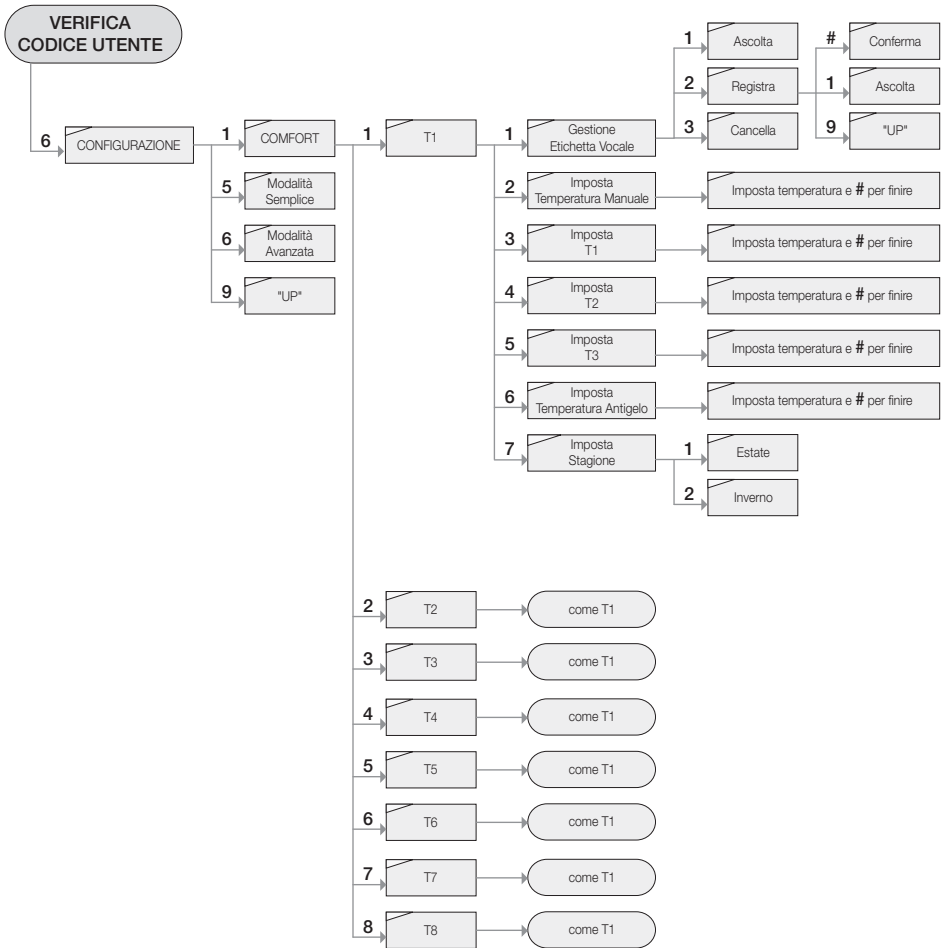 VERIFICA
CODICE UTENTE
6
CONFIGURAZIONE
1
COMFORT
5
Modalità
Semplice
6
Modalità
Avanzata
9
"UP"
1
T1
1
Gestione
Etichetta Vocale
1
Ascolta
2
Registra
#
Conferma
1
Ascolta
9
"UP"
3
Cancella
2
Imposta
Temperatura Manuale
Imposta temperatura e # per finire
3
Imposta
T1
Imposta temperatura e # per finire
4
Imposta
T2
Imposta temperatura e # per finire
5
Imposta
T3
Imposta temperatura e # per finire
6
Imposta
Temperatura Antigelo
Imposta temperatura e # per finire
7
Imposta
Stagione
1
Estate
2
Inverno
2
T2
come T1
3
T3
come T1
4
T4
come T1
5
T5
come T1
6
T6
come T1
7
T7
come T1
8
T8
come T1